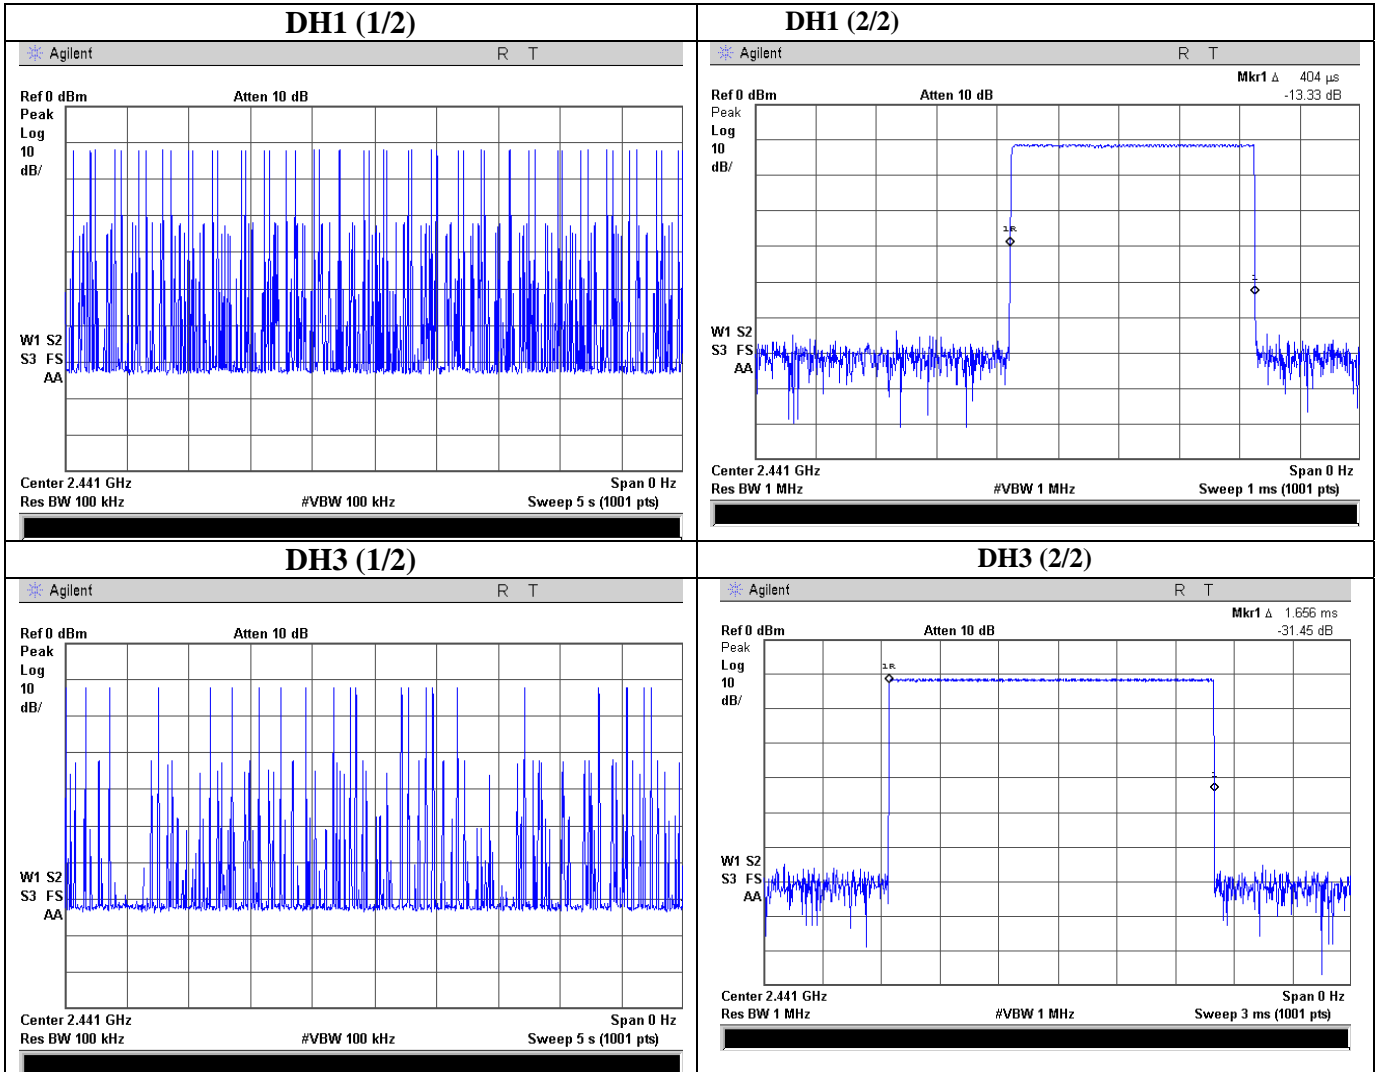 DH1 (1/2)
DH1 (2/2)
Agilent R T
Ref 0 dBm Atten 10 dB
Peak
Log
10
dB/
W1 S2
S3 FS
AA
Center 2.441 GHz Span 0 Hz
Res BW 100 kHz #VBW 100 kHz Sweep 5 s (1001 pts)
Agilent R T
Mkr1 Δ 404 µs
Ref 0 dBm Atten 10 dB -13.33 dB
Peak
Log
10
dB/
1R
W1 S2
S3 FS
AA
Center 2.441 GHz Span 0 Hz
Res BW 1 MHz #VBW 1 MHz Sweep 1 ms (1001 pts)
DH3 (1/2)
DH3 (2/2)
Agilent R T
Ref 0 dBm Atten 10 dB
Peak
Log
10
dB/
W1 S2
S3 FS
AA
Center 2.441 GHz Span 0 Hz
Res BW 100 kHz #VBW 100 kHz Sweep 5 s (1001 pts)
Agilent R T
Mkr1 Δ 1.656 ms
Ref 0 dBm Atten 10 dB -31.45 dB
Peak
Log
10
dB/
1R
W1 S2
S3 FS
AA
Center 2.441 GHz Span 0 Hz
Res BW 1 MHz #VBW 1 MHz Sweep 3 ms (1001 pts)